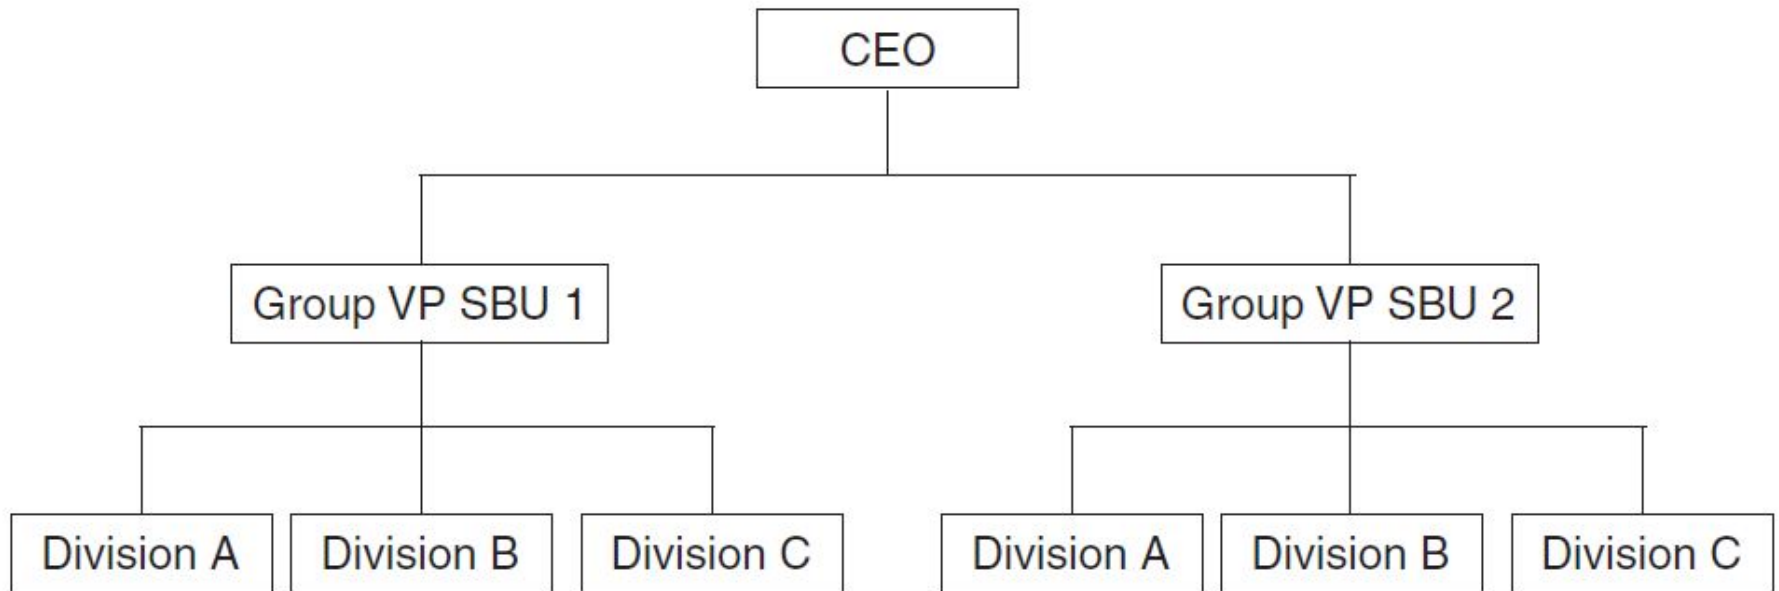 CEO
Group VP SBU 1
Group VP SBU 2
Division A
Division B
Division C
Division A
Division B
Division C